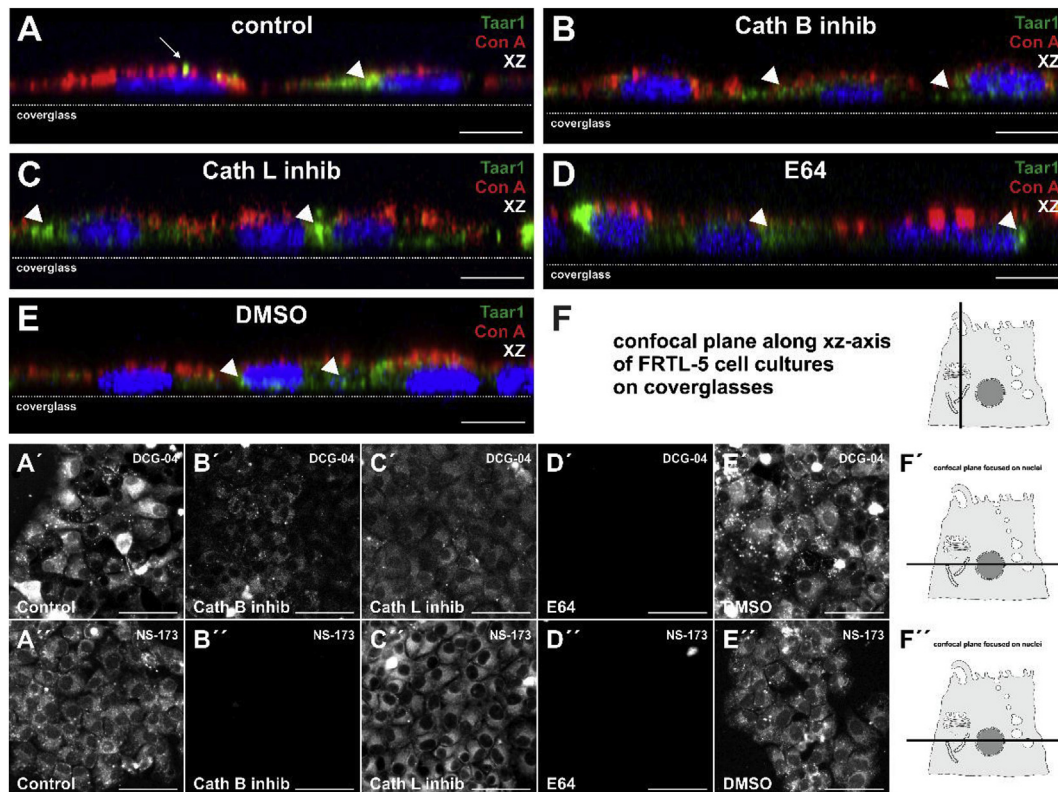 A
control
Taar1
Con A
XZ
coverglass
B
Cath B inhib
Taar1
Con A
XZ
coverglass
C
Cath L inhib
Taar1
Con A
XZ
coverglass
D
E64
Taar1
Con A
XZ
coverglass
E
DMSO
Taar1
Con A
XZ
coverglass
F
confocal plane along xz-axis
of FRTL-5 cell cultures
on coverglasses
A´
DCG-04
Control
B´
DCG-04
Cath B inhib
C´
DCG-04
Cath L inhib
D´
DCG-04
E64
E´
DCG-04
DMSO
F´
confocal plane focused on nuclei
A´´
NS-173
Control
B´´
NS-173
Cath B inhib
C´´
NS-173
Cath L inhib
D´´
NS-173
E64
E´´
NS-173
DMSO
F´´
confocal plane focused on nuclei